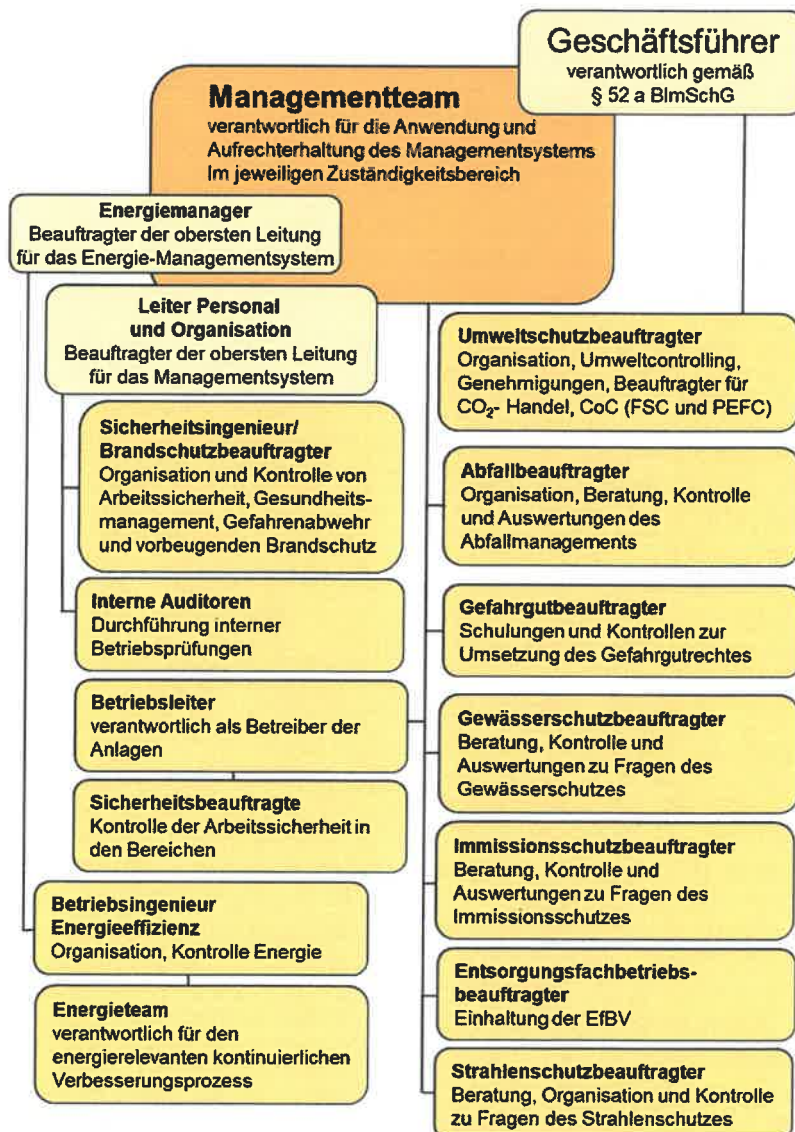 Geschäftsführer
verantwortlich gemäß
§ 52 a BImSchG
Managementteam
verantwortlich für die Anwendung und
Aufrechterhaltung des Managementsystems
Im jeweiligen Zuständigkeitsbereich
Energiemanager
Beauftragter der obersten Leitung
für das Energie-Managementsystem
Leiter Personal
und Organisation
Beauftragter der obersten Leitung
für das Managementsystem
Sicherheitsingenieur/
Brandschutzbeauftragter
Organisation und Kontrolle von
Arbeitssicherheit, Gesundheits-
management, Gefahrenabwehr
und vorbeugenden Brandschutz
Interne Auditoren
Durchführung interner
Betriebsprüfungen
Betriebsleiter
verantwortlich als Betreiber der
Anlagen
Sicherheitsbeauftragte
Kontrolle der Arbeitssicherheit in
den Bereichen
Betriebsingenieur
Energieeffizienz
Organisation, Kontrolle Energie
Energieteam
verantwortlich für den
energierelevanten kontinuierlichen
Verbesserungsprozess
Umweltschutzbeauftragter
Organisation, Umweltcontrolling,
Genehmigungen, Beauftragter für
CO₂- Handel, CoC (FSC und PEFC)
Abfallbeauftragter
Organisation, Beratung, Kontrolle
und Auswertungen des
Abfallmanagements
Gefahrgutbeauftragter
Schulungen und Kontrollen zur
Umsetzung des Gefahrgutrechtes
Gewässerschutzbeauftragter
Beratung, Kontrolle und
Auswertungen zu Fragen des
Gewässerschutzes
Immissionsschutzbeauftragter
Beratung, Kontrolle und
Auswertungen zu Fragen des
Immissionsschutzes
Entsorgungsfachbetriebs-
beauftragter
Einhaltung der EfBV
Strahlenschutzbeauftragter
Beratung, Organisation und Kontrolle
zu Fragen des Strahlenschutzes